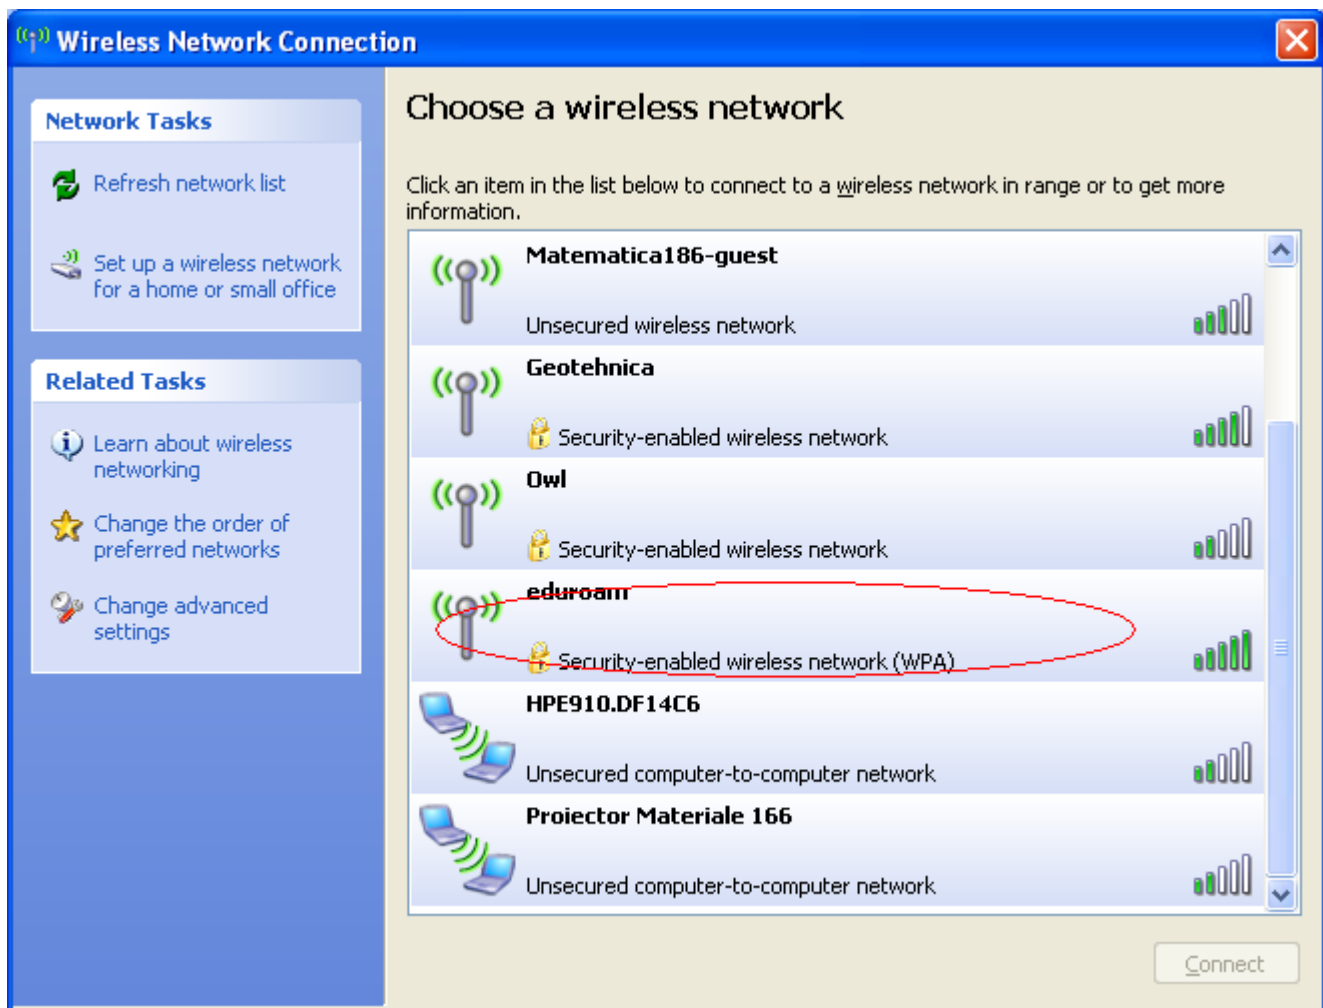 Wireless Network Connection
Network Tasks
Refresh network list
Set up a wireless network
for a home or small office
Related Tasks
Learn about wireless
networking
Change the order of
preferred networks
Change advanced
settings
Choose a wireless network
Click an item in the list below to connect to a wireless network in range or to get more
information.
Matematica186-guest
Unsecured wireless network
Geotehnica
Security-enabled wireless network
Owl
Security-enabled wireless network
eduroam
Security-enabled wireless network (WPA)
HPE910.DF14C6
Unsecured computer-to-computer network
Proiector Materiale 166
Unsecured computer-to-computer network
Connect